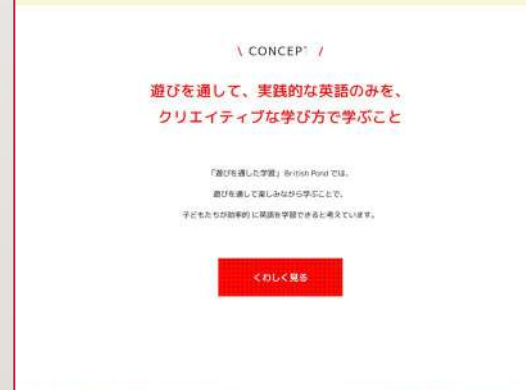 \ CONCEPT /
遊びを通して、実践的な英語のみを、
クリエイティブな学び方で学ぶこと
「遊びを通した学習」British Pond では、
遊びを通して楽しみながら学ぶことで、
子どもたちが効率的に英語を学習できると考えています。
くわしく見る